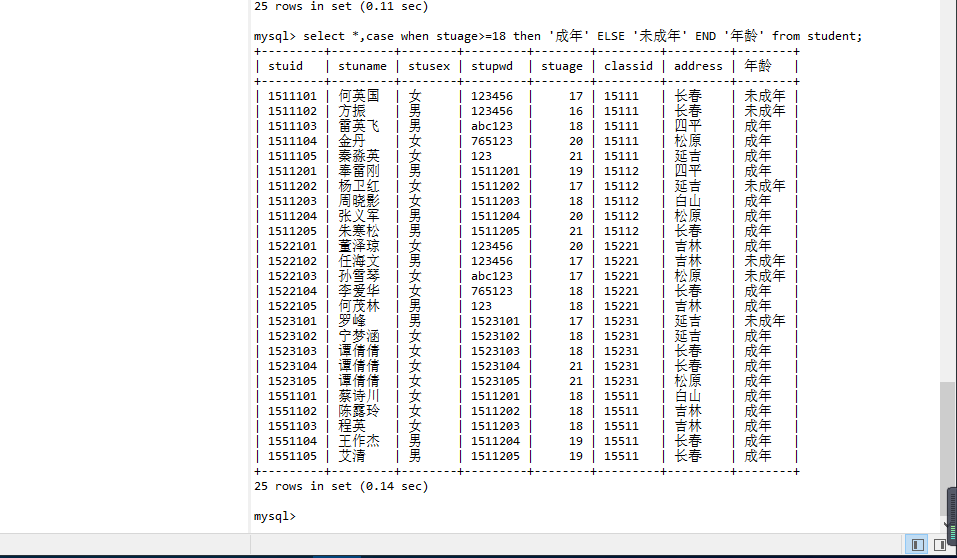 25 rows in set (0.11 sec)
mysql> select *,case when stuage>=18 then '成年' ELSE '未成年' END '年龄' from student;
+---------+---------+--------+---------+--------+---------+---------+--------+
| stuid   | stuname | stusex | stupwd  | stuage | classid | address | 年龄   |
+---------+---------+--------+---------+--------+---------+---------+--------+
| 1511101 | 何英国  | 女     | 123456  |     17 | 15111   | 长春    | 未成年 |
| 1511102 | 方振    | 男     | 123456  |     16 | 15111   | 长春    | 未成年 |
| 1511103 | 雷英飞  | 男     | abc123  |     18 | 15111   | 四平    | 成年   |
| 1511104 | 金丹    | 女     | 765123  |     20 | 15111   | 松原    | 成年   |
| 1511105 | 秦淼英  | 女     | 123     |     21 | 15111   | 延吉    | 成年   |
| 1511201 | 奉雷刚  | 男     | 1511201 |     19 | 15112   | 四平    | 成年   |
| 1511202 | 杨卫红  | 女     | 1511202 |     17 | 15112   | 延吉    | 未成年 |
| 1511203 | 周晓影  | 女     | 1511203 |     18 | 15112   | 白山    | 成年   |
| 1511204 | 张义军  | 男     | 1511204 |     20 | 15112   | 松原    | 成年   |
| 1511205 | 朱寒松  | 男     | 1511205 |     21 | 15112   | 长春    | 成年   |
| 1522101 | 董泽琼  | 女     | 123456  |     20 | 15221   | 吉林    | 成年   |
| 1522102 | 任海文  | 男     | 123456  |     17 | 15221   | 吉林    | 未成年 |
| 1522103 | 孙雪琴  | 女     | abc123  |     17 | 15221   | 松原    | 未成年 |
| 1522104 | 李爱华  | 女     | 765123  |     18 | 15221   | 长春    | 成年   |
| 1522105 | 何茂林  | 男     | 123     |     18 | 15221   | 吉林    | 成年   |
| 1523101 | 罗峰    | 男     | 1523101 |     17 | 15231   | 延吉    | 未成年 |
| 1523102 | 宁梦涵  | 女     | 1523102 |     18 | 15231   | 延吉    | 成年   |
| 1523103 | 谭倩倩  | 女     | 1523103 |     18 | 15231   | 长春    | 成年   |
| 1523104 | 谭倩倩  | 女     | 1523104 |     21 | 15231   | 长春    | 成年   |
| 1523105 | 谭倩倩  | 女     | 1523105 |     21 | 15231   | 松原    | 成年   |
| 1551101 | 蔡诗川  | 女     | 1511201 |     18 | 15511   | 白山    | 成年   |
| 1551102 | 陈露玲  | 女     | 1511202 |     18 | 15511   | 吉林    | 成年   |
| 1551103 | 程英    | 女     | 1511203 |     18 | 15511   | 吉林    | 成年   |
| 1551104 | 王作杰  | 男     | 1511204 |     19 | 15511   | 长春    | 成年   |
| 1551105 | 艾清    | 男     | 1511205 |     19 | 15511   | 长春    | 成年   |
+---------+---------+--------+---------+--------+---------+---------+--------+
25 rows in set (0.14 sec)
mysql>